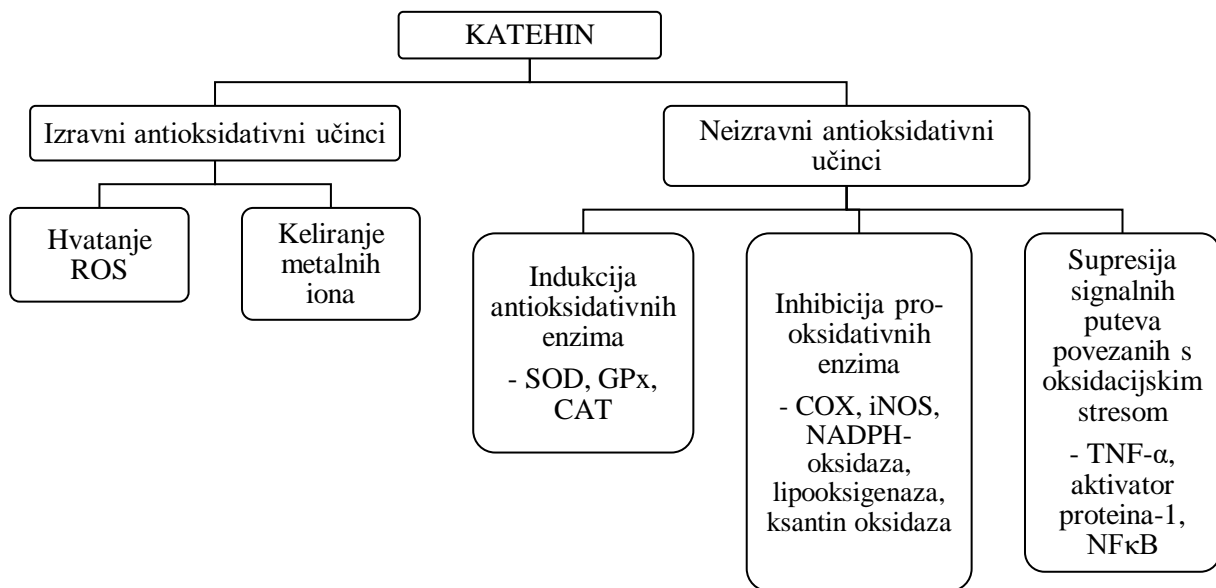 KATEHIN
Izravni antioksidativni učinci
Neizravni antioksidativni
učinci
Hvatanje
ROS
Keliranje
metalnih
iona
Indukcija
antioksidativnih
enzima
- SOD, GPx,
CAT
Inhibicija pro-
oksidativnih
enzima
- COX, iNOS,
NADPH-
oksidaza,
lipooksigenaza,
ksantin oksidaza
Supresija
signalnih
puteva
povezanih s
oksidacijskim
stresom
- TNF-α,
aktivator
proteina-1,
NFκB